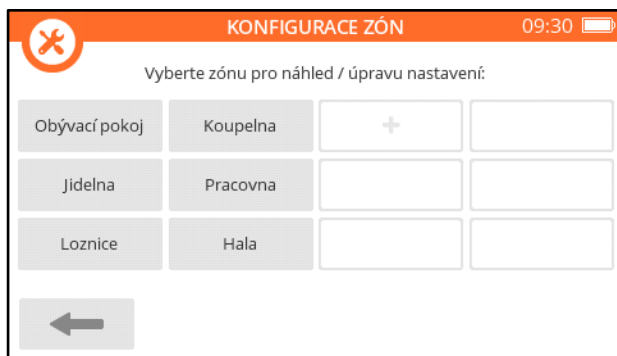 KONFIGURACE ZÓN 09:30
Vyberte zónu pro náhled / úpravu nastavení:
Obývací pokoj Koupelna +
Jidelna Pracovna
Loznice Hala